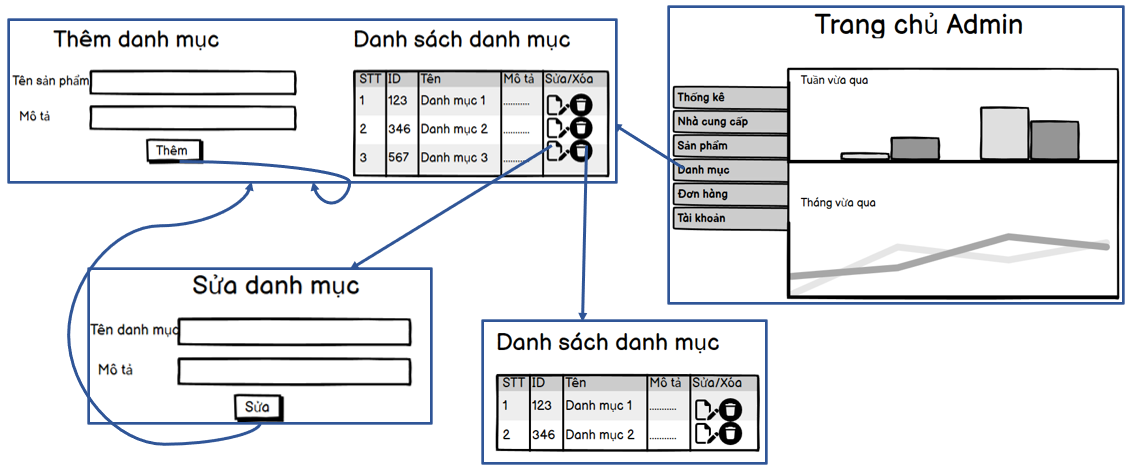 Thêm danh mục
Tên sản phẩm
Mô tả
Thêm
Danh sách danh mục
STT ID Tên Mô tả Sửa/Xóa
1 123 Danh mục 1 ...........
2 346 Danh mục 2 ...........
3 567 Danh mục 3 ...........
Trang chủ Admin
Thống kê
Nhà cung cấp
Sản phẩm
Danh mục
Đơn hàng
Tài khoản
Tuần vừa qua
Tháng vừa qua
Sửa danh mục
Tên danh mục
Mô tả
Sửa
Danh sách danh mục
STT ID Tên Mô tả Sửa/Xóa
1 123 Danh mục 1 ...........
2 346 Danh mục 2 ...........